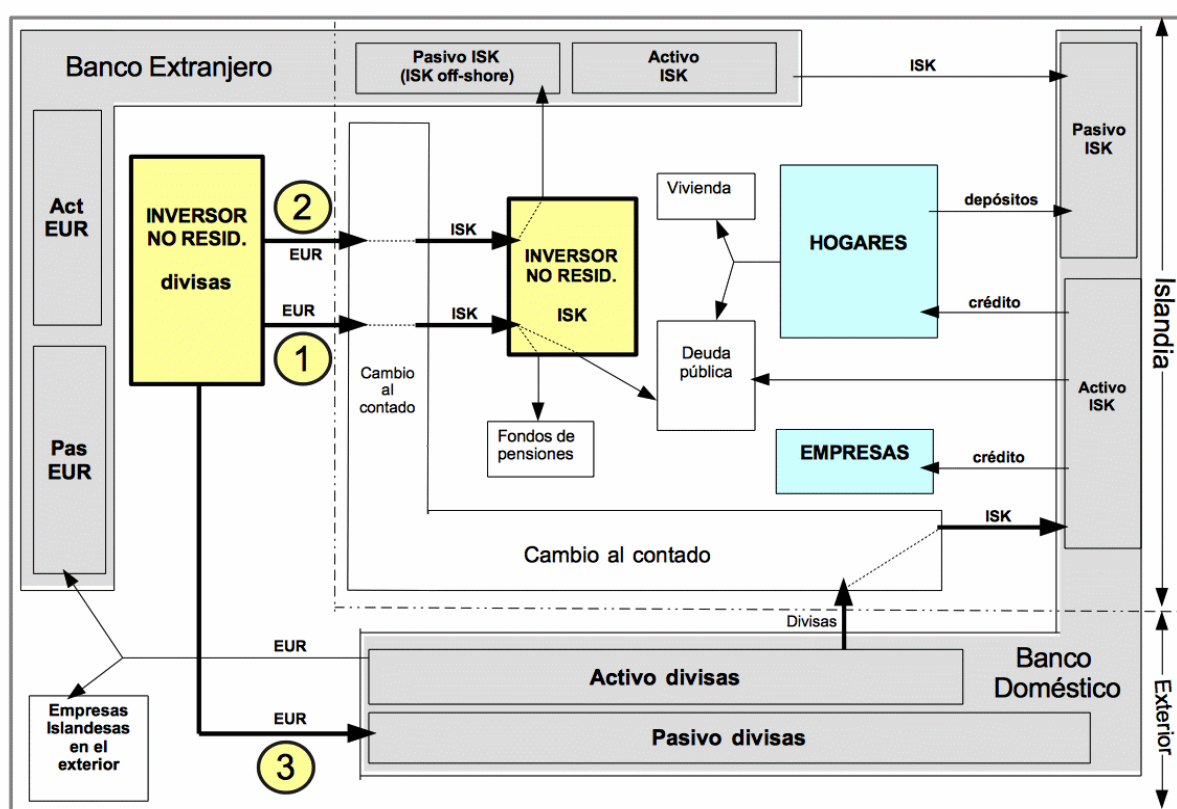 Banco Extranjero
Pasivo ISK
(ISK off-shore)
Activo
ISK
ISK
Pasivo
ISK
Act
EUR
INVERSOR
NO RESID.
divisas
2
EUR
ISK
EUR
1
ISK
INVERSOR
NO RESID.
ISK
Vivienda
HOGARES
depósitos
crédito
Deuda
pública
Cambio
al
contado
Fondos de
pensiones
EMPRESAS
crédito
Activo
ISK
ISK
Pas
EUR
Cambio al contado
Divisas
EUR
Activo divisas
Banco
Doméstico
Empresas
Islandesas
en el
exterior
EUR
3
Pasivo divisas
Islandia
Exterior